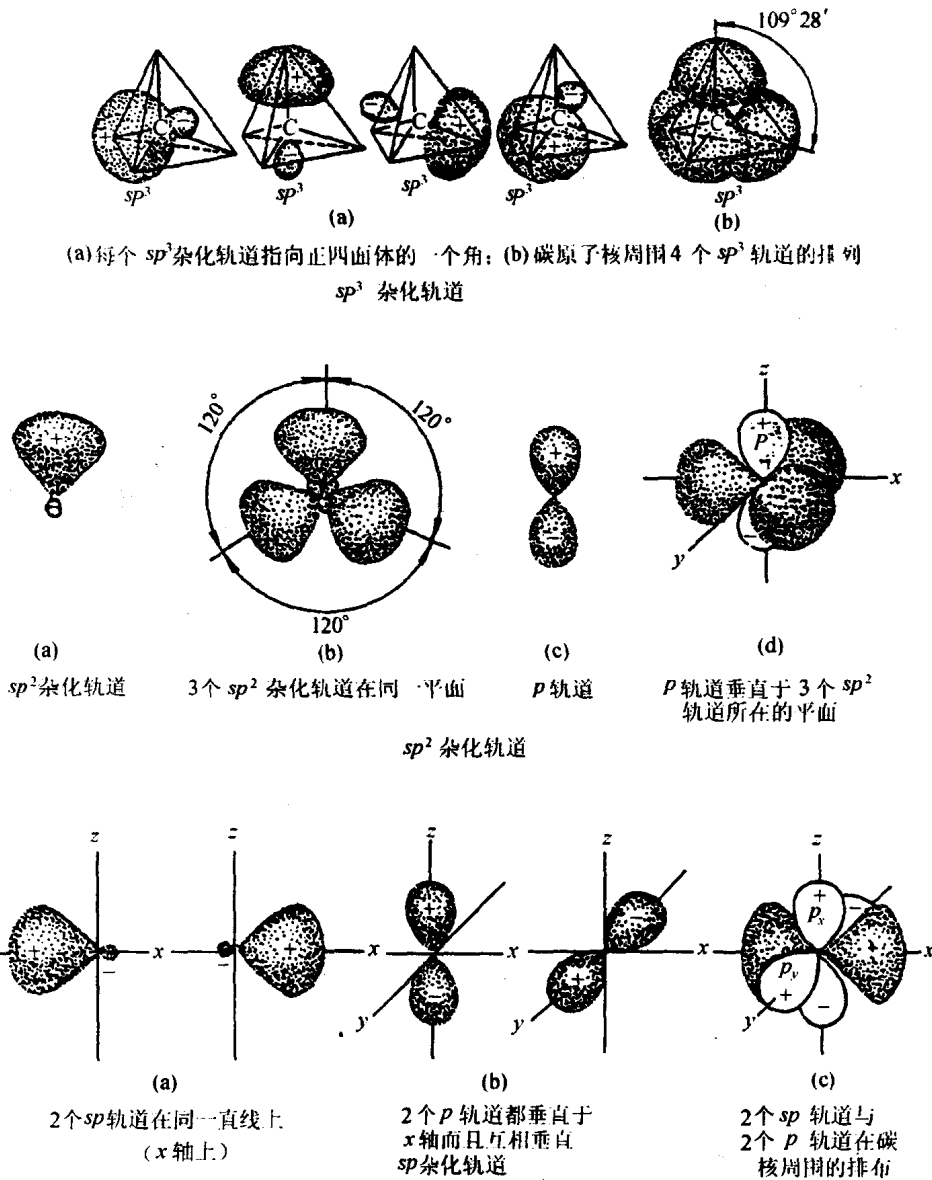 109°28′
C C C C C
+ + + +
− − − −
sp³ sp³ sp³ sp³ sp³
(a) (b)
(a)每个 sp³杂化轨道指向正四面体的一个角；(b)碳原子核周围4 个 sp³ 轨道的排列
sp³ 杂化轨道
120° 120°
120°
+
−
+
−
z
+
p
−
x
y
(a) (b) (c) (d)
sp²杂化轨道 3个 sp² 杂化轨道在同一平面 p 轨道 p 轨道垂直于 3 个 sp²
轨道所在的平面
sp² 杂化轨道
z z z z z
+ − x − + x
+ − x y
− + x y
+ px − py + − x y
(a) (b) (c)
2个sp轨道在同一直线上
（x 轴上）
2个 p 轨道都垂直于
x 轴而且互相垂直
sp杂化轨道
2个 sp 轨道与
2个 p 轨道在碳
核周围的排布